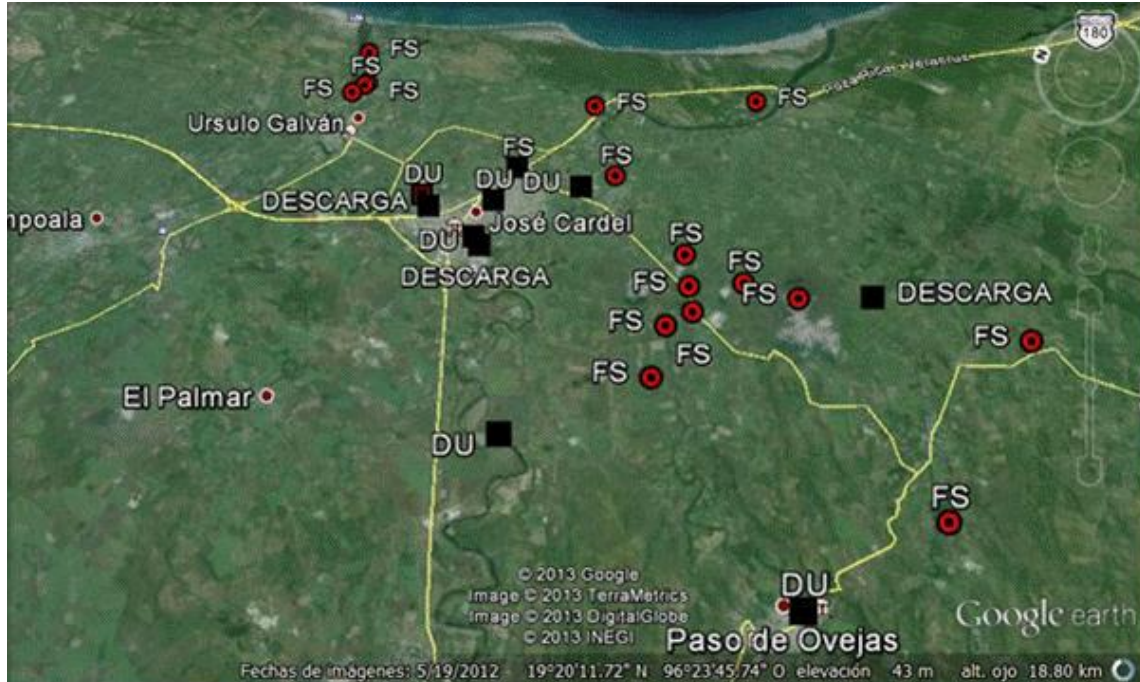 180
FS
FS
FS
FS
Poza Rica - Veracruz
N
FS
FS
Ursulo Galván
FS
FS
DU
DU
DU
DESCARGA
mpoala
José Cardel
DU
DESCARGA
FS
FS
FS
FS
DESCARGA
FS
FS
FS
FS
El Palmar
DU
FS
© 2013 Google
Image © 2013 TerraMetrics
Image © 2013 DigitalGlobe
© 2013 INEGI
DU
Google earth
Paso de Ovejas
Fechas de imágenes: 5/19/2012 19°20'11.72" N 96°23'45.74" O elevación 43 m alt. ojo 18.80 km